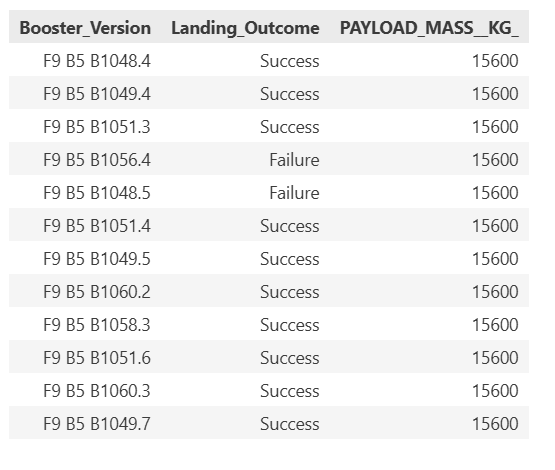 Booster_Version Landing_Outcome PAYLOAD_MASS__KG_
F9 B5 B1048.4 Success 15600
F9 B5 B1049.4 Success 15600
F9 B5 B1051.3 Success 15600
F9 B5 B1056.4 Failure 15600
F9 B5 B1048.5 Failure 15600
F9 B5 B1051.4 Success 15600
F9 B5 B1049.5 Success 15600
F9 B5 B1060.2 Success 15600
F9 B5 B1058.3 Success 15600
F9 B5 B1051.6 Success 15600
F9 B5 B1060.3 Success 15600
F9 B5 B1049.7 Success 15600